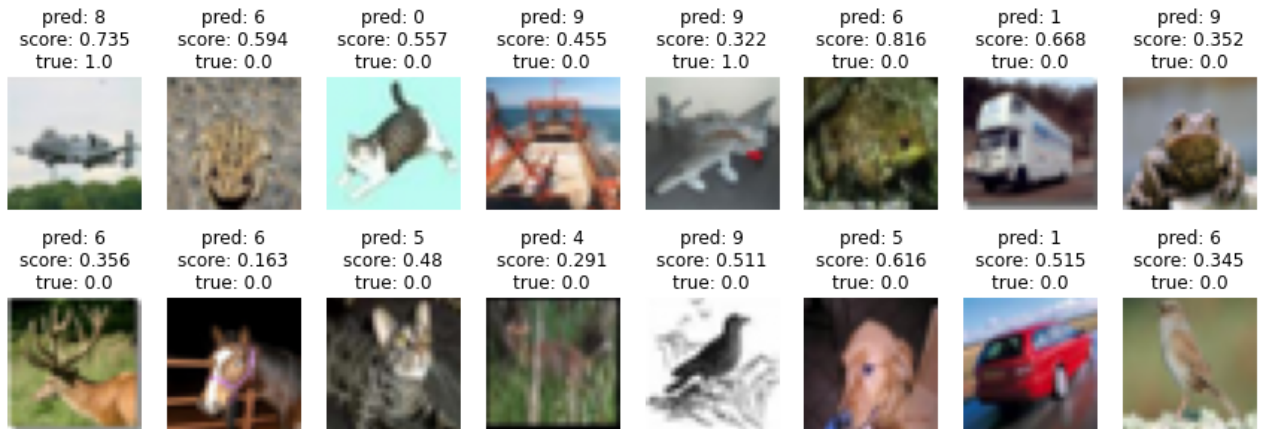 pred: 8
score: 0.735
true: 1.0
pred: 6
score: 0.594
true: 0.0
pred: 0
score: 0.557
true: 0.0
pred: 9
score: 0.455
true: 0.0
pred: 9
score: 0.322
true: 1.0
pred: 6
score: 0.816
true: 0.0
pred: 1
score: 0.668
true: 0.0
pred: 9
score: 0.352
true: 0.0
pred: 6
score: 0.356
true: 0.0
pred: 6
score: 0.163
true: 0.0
pred: 5
score: 0.48
true: 0.0
pred: 4
score: 0.291
true: 0.0
pred: 9
score: 0.511
true: 0.0
pred: 5
score: 0.616
true: 0.0
pred: 1
score: 0.515
true: 0.0
pred: 6
score: 0.345
true: 0.0